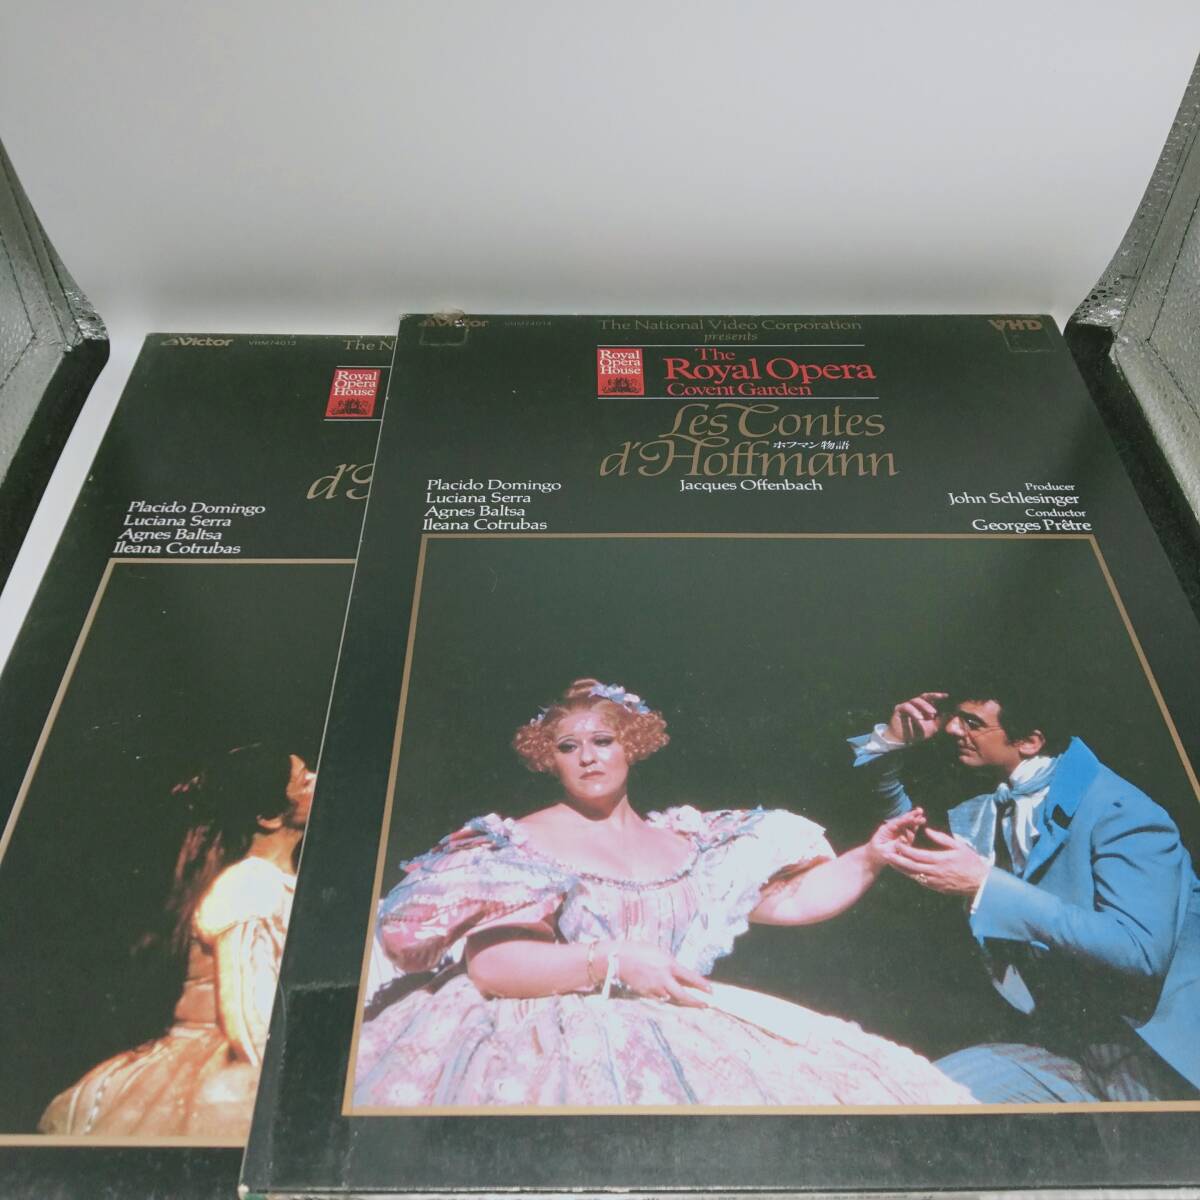 Victor VHM74013
The N
Royal
Opera
House
d'
Placido Domingo
Luciana Serra
Agnes Baltsa
Ileana Cotrubas
Victor VHM74014
The National Video Corporation
presents
VHD
Royal
Opera
House
The
Royal Opera
Covent Garden
Les Contes
ホフマン物語
d'Hoffmann
Jacques Offenbach
Placido Domingo
Luciana Serra
Agnes Baltsa
Ileana Cotrubas
Producer
John Schlesinger
Conductor
Georges Prêtre